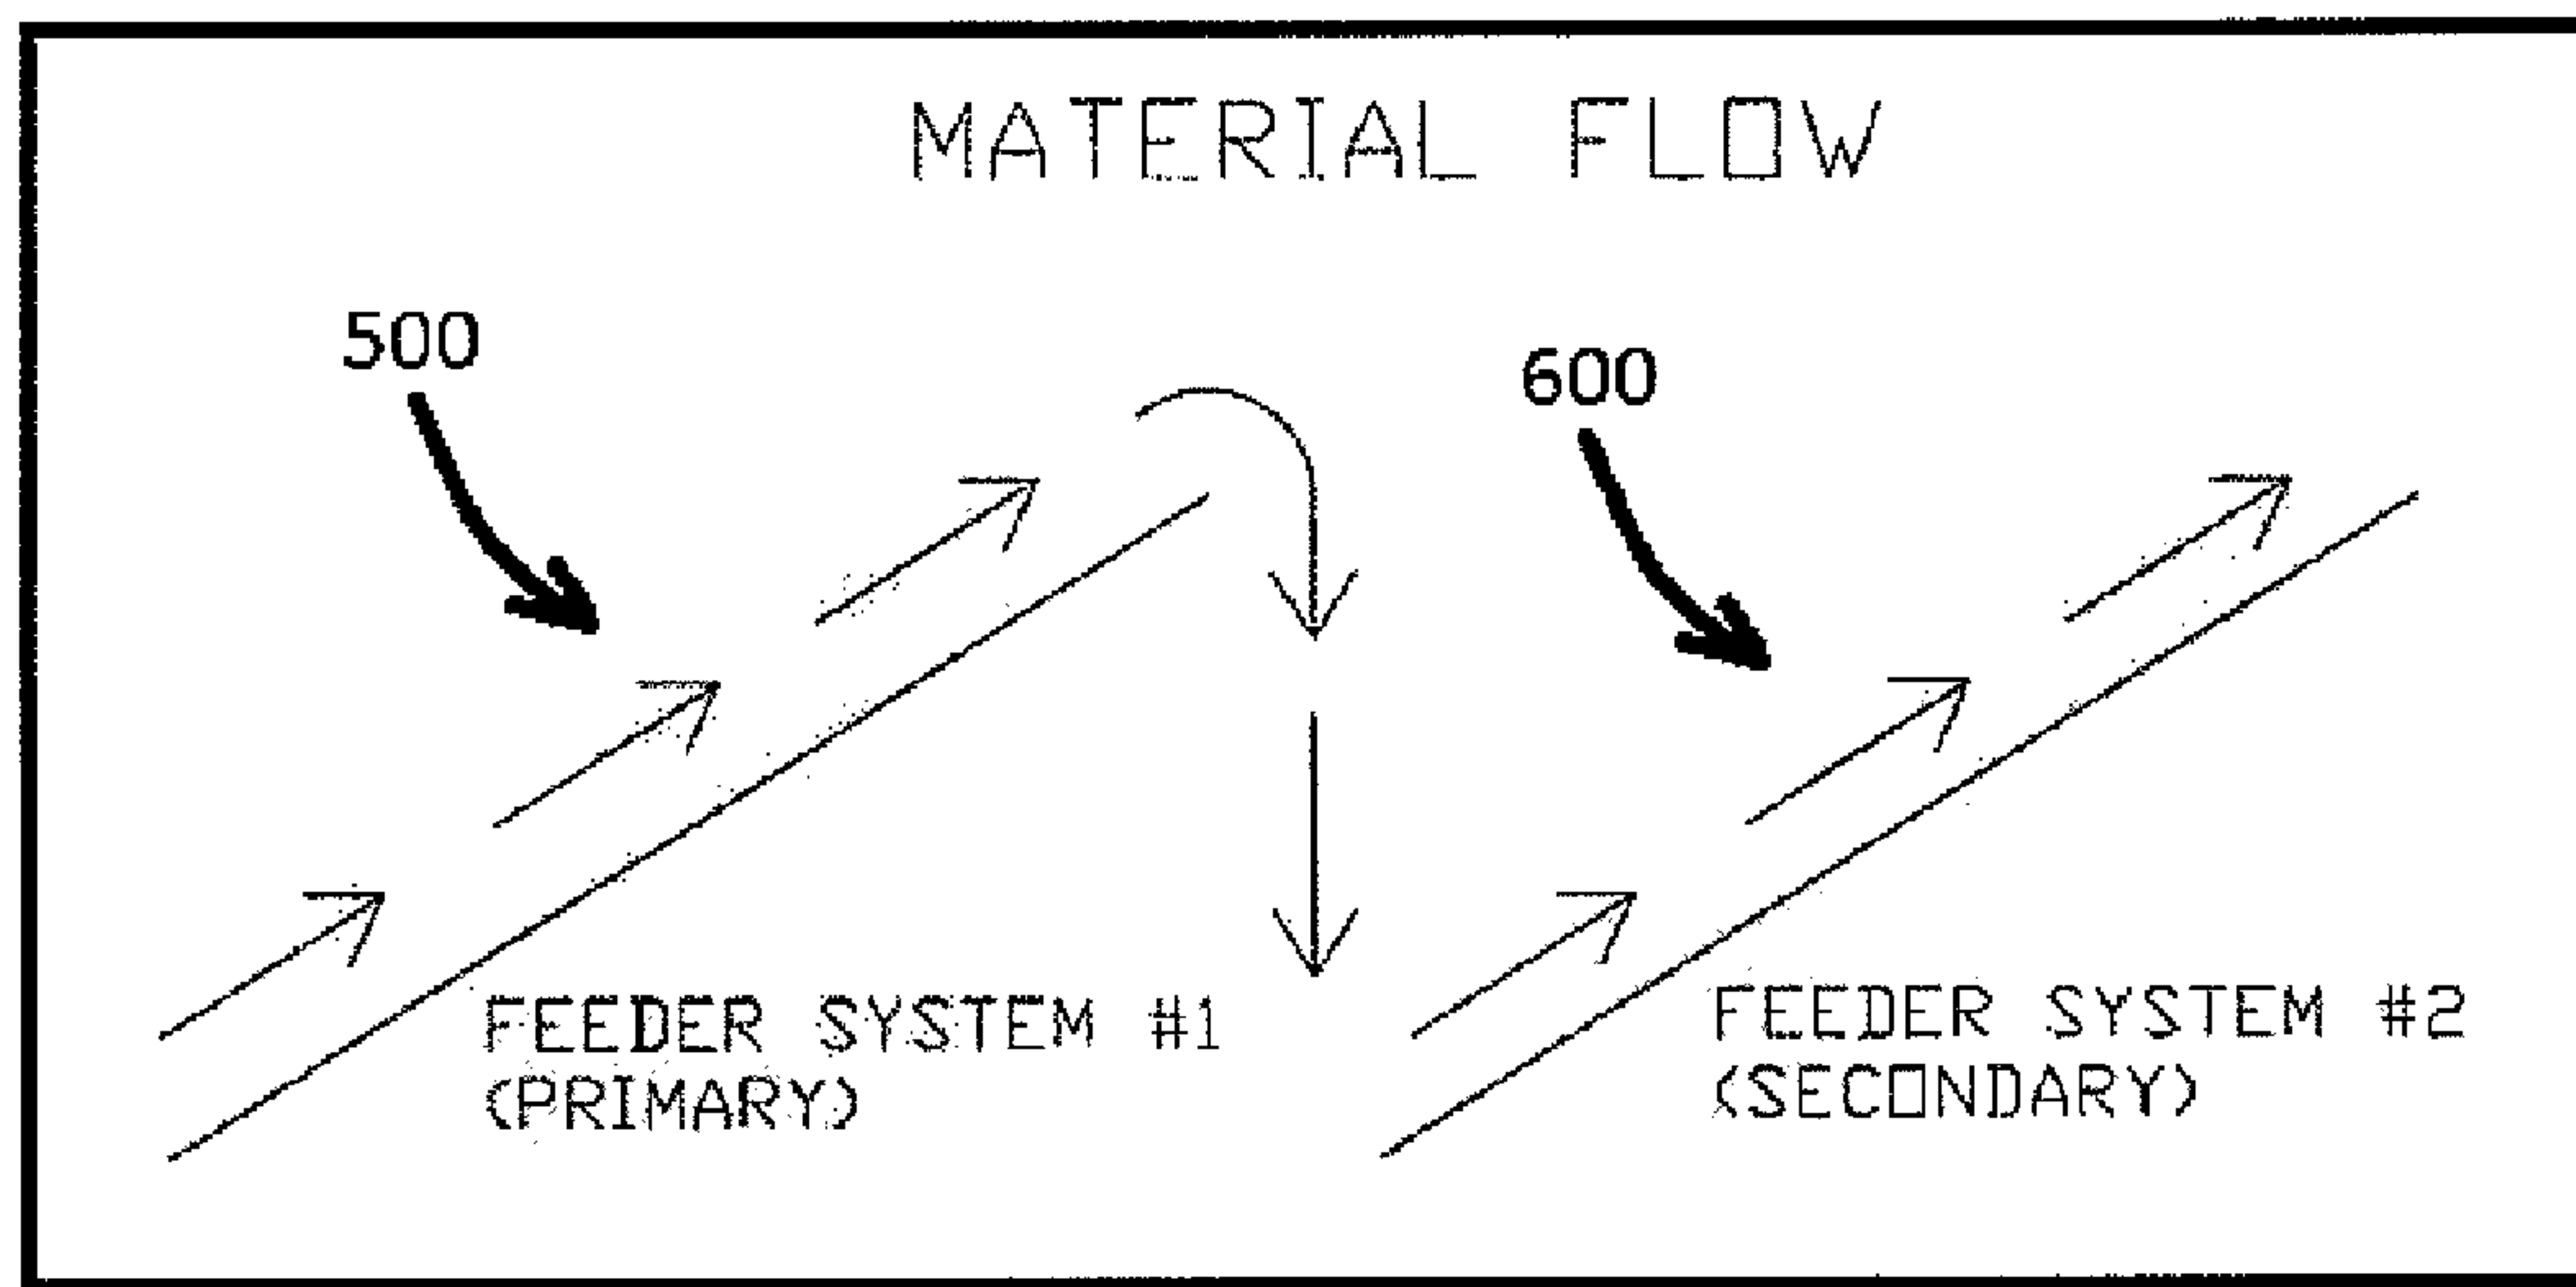 MATERIAL FLOW
500
600
FEEDER SYSTEM #1
(PRIMARY)
FEEDER SYSTEM #2
(SECONDARY)